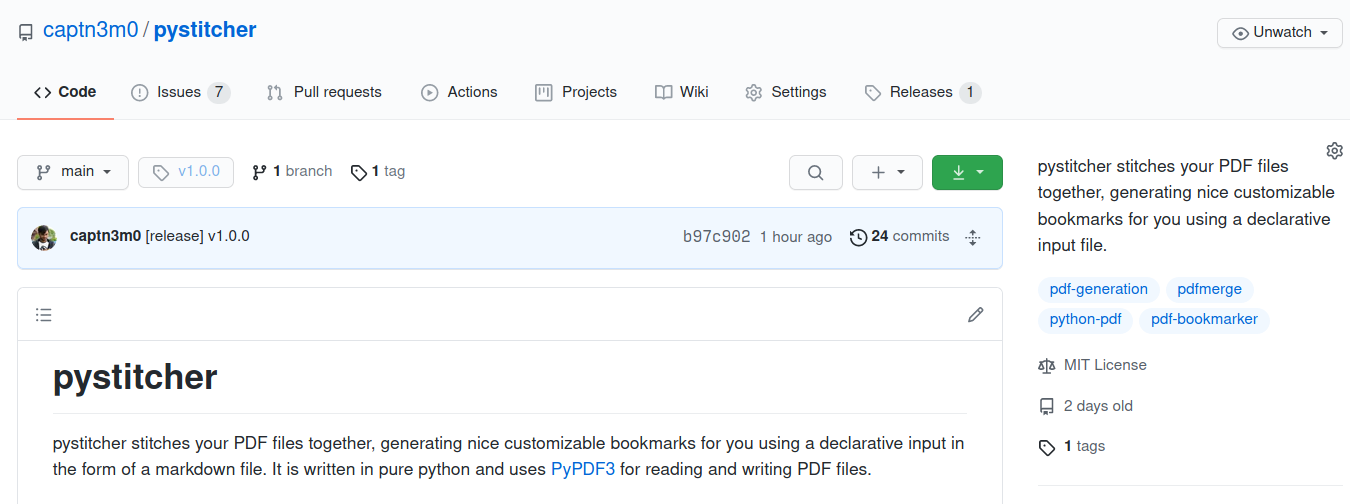 captn3m0 / pystitcher
Unwatch
Code Issues 7 Pull requests Actions Projects Wiki Settings Releases 1
main v1.0.0 1 branch 1 tag
captn3m0 [release] v1.0.0 b97c902 1 hour ago 24 commits
pystitcher
pystitcher stitches your PDF files together, generating nice customizable bookmarks for you using a declarative input in
the form of a markdown file. It is written in pure python and uses PyPDF3 for reading and writing PDF files.
pystitcher stitches your PDF files
together, generating nice customizable
bookmarks for you using a declarative
input file.
pdf-generation pdfmerge
python-pdf pdf-bookmarker
MIT License
2 days old
1 tags